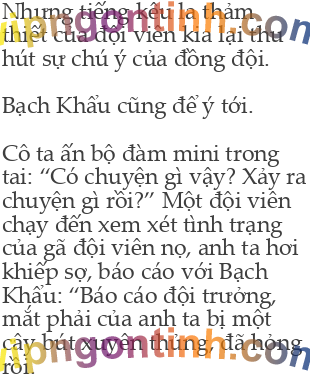 Nhưng tiếng kêu la thảm
thiết của đội viên kia lại thu
hút sự chú ý của đồng đội.
Bạch Khẩu cũng để ý tới.
Cô ta ấn bộ đàm mini trong
tai: “Có chuyện gì vậy? Xảy ra
chuyện gì rồi?” Một đội viên
chạy đến xem xét tình trạng
của gã đội viên nọ, anh ta hơi
khiếp sợ, báo cáo với Bạch
Khẩu: “Báo cáo đội trưởng,
mắt phải của anh ta bị một
cây bút xuyên thủng, đã hỏng
rồi